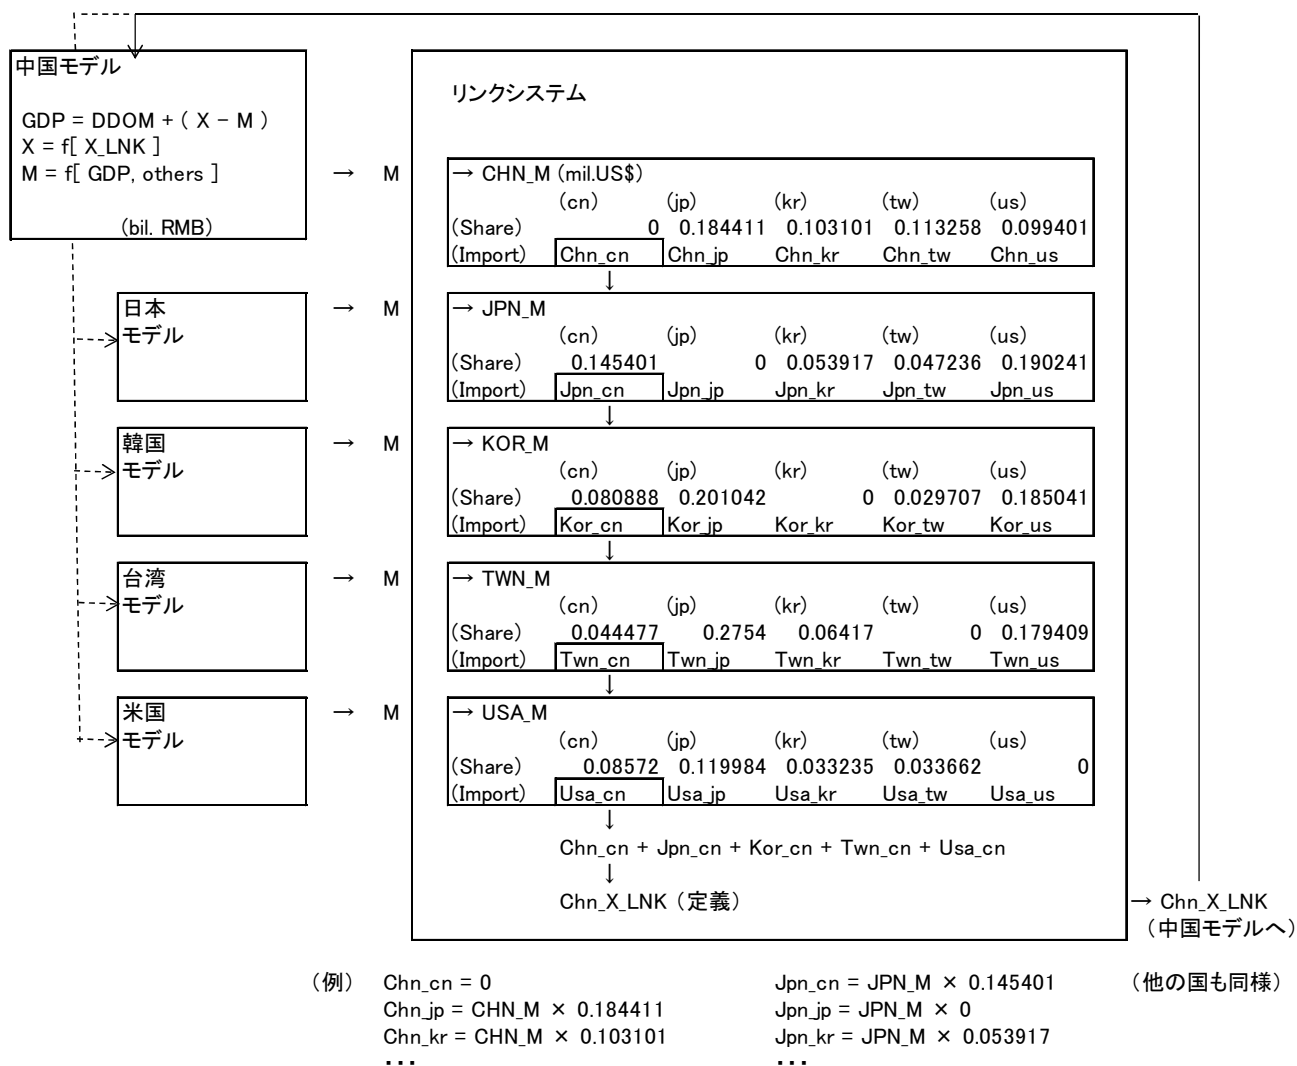 中国モデル
GDP = DDOM + ( X − M )
X = f[ X_LNK ]
M = f[ GDP, others ]
(bil. RMB)
→ M
日本
モデル
→ M
韓国
モデル
→ M
台湾
モデル
→ M
米国
モデル
→ M
リンクシステム
→ CHN_M (mil.US$)
(cn) (jp) (kr) (tw) (us)
(Share) 0 0.184411 0.103101 0.113258 0.099401
(Import) Chn_cn Chn_jp Chn_kr Chn_tw Chn_us
↓
→ JPN_M
(cn) (jp) (kr) (tw) (us)
(Share) 0.145401 0 0.053917 0.047236 0.190241
(Import) Jpn_cn Jpn_jp Jpn_kr Jpn_tw Jpn_us
↓
→ KOR_M
(cn) (jp) (kr) (tw) (us)
(Share) 0.080888 0.201042 0 0.029707 0.185041
(Import) Kor_cn Kor_jp Kor_kr Kor_tw Kor_us
↓
→ TWN_M
(cn) (jp) (kr) (tw) (us)
(Share) 0.044477 0.2754 0.06417 0 0.179409
(Import) Twn_cn Twn_jp Twn_kr Twn_tw Twn_us
↓
→ USA_M
(cn) (jp) (kr) (tw) (us)
(Share) 0.08572 0.119984 0.033235 0.033662 0
(Import) Usa_cn Usa_jp Usa_kr Usa_tw Usa_us
↓
Chn_cn + Jpn_cn + Kor_cn + Twn_cn + Usa_cn
↓
Chn_X_LNK（定義）
→ Chn_X_LNK
（中国モデルへ）
（例） Chn_cn = 0 Jpn_cn = JPN_M × 0.145401 （他の国も同様）
Chn_jp = CHN_M × 0.184411 Jpn_jp = JPN_M × 0
Chn_kr = CHN_M × 0.103101 Jpn_kr = JPN_M × 0.053917
・・・ ・・・